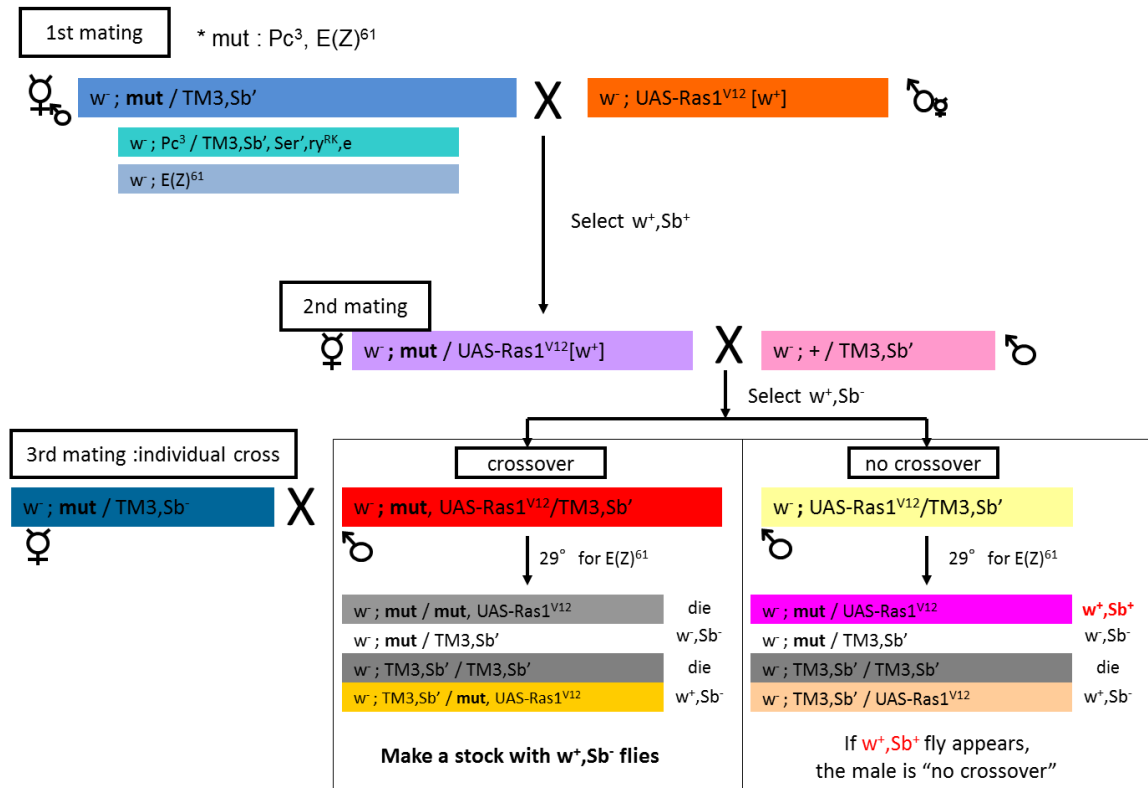 1st mating
* mut : Pc³, E(Z)⁶¹
w⁻ ; mut / TM3,Sb'
X
w⁻ ; UAS-Ras1ⱽ¹² [w⁺]
w⁻ ; Pc³ / TM3,Sb', Ser',ryᴿᴷ,e
w⁻ ; E(Z)⁶¹
Select w⁺,Sb⁺
2nd mating
w⁻ ; mut / UAS-Ras1ⱽ¹²[w⁺]
X
w⁻ ; + / TM3,Sb'
Select w⁺,Sb⁻
3rd mating :individual cross
w⁻ ; mut / TM3,Sb⁻
X
crossover
w⁻ ; mut, UAS-Ras1ⱽ¹²/TM3,Sb'
29° for E(Z)⁶¹
w⁻ ; mut / mut, UAS-Ras1ⱽ¹² die
w⁻ ; mut / TM3,Sb' w⁻,Sb⁻
w⁻ ; TM3,Sb' / TM3,Sb' die
w⁻ ; TM3,Sb' / mut, UAS-Ras1ⱽ¹² w⁺,Sb⁻
Make a stock with w⁺,Sb⁻ flies
no crossover
w⁻ ; UAS-Ras1ⱽ¹²/TM3,Sb'
29° for E(Z)⁶¹
w⁻ ; mut / UAS-Ras1ⱽ¹² w⁺,Sb⁺
w⁻ ; mut / TM3,Sb' w⁻,Sb⁻
w⁻ ; TM3,Sb' / TM3,Sb' die
w⁻ ; TM3,Sb' / UAS-Ras1ⱽ¹² w⁺,Sb⁻
If w⁺,Sb⁺ fly appears,
the male is “no crossover”